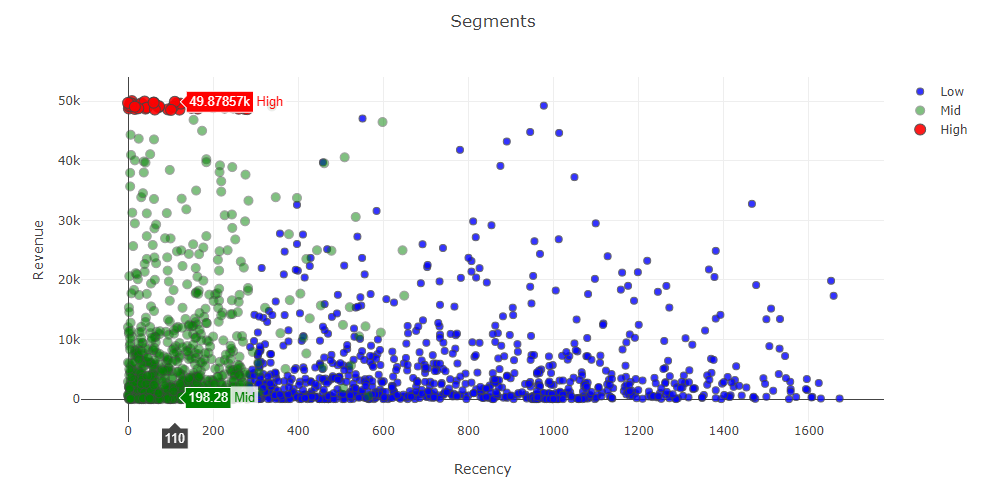 Segments
50k
40k
30k
20k
10k
0
Revenue
49.87857k High
198.28 Mid
0 200 400 600 800 1000 1200 1400 1600
110
Recency
Low
Mid
High